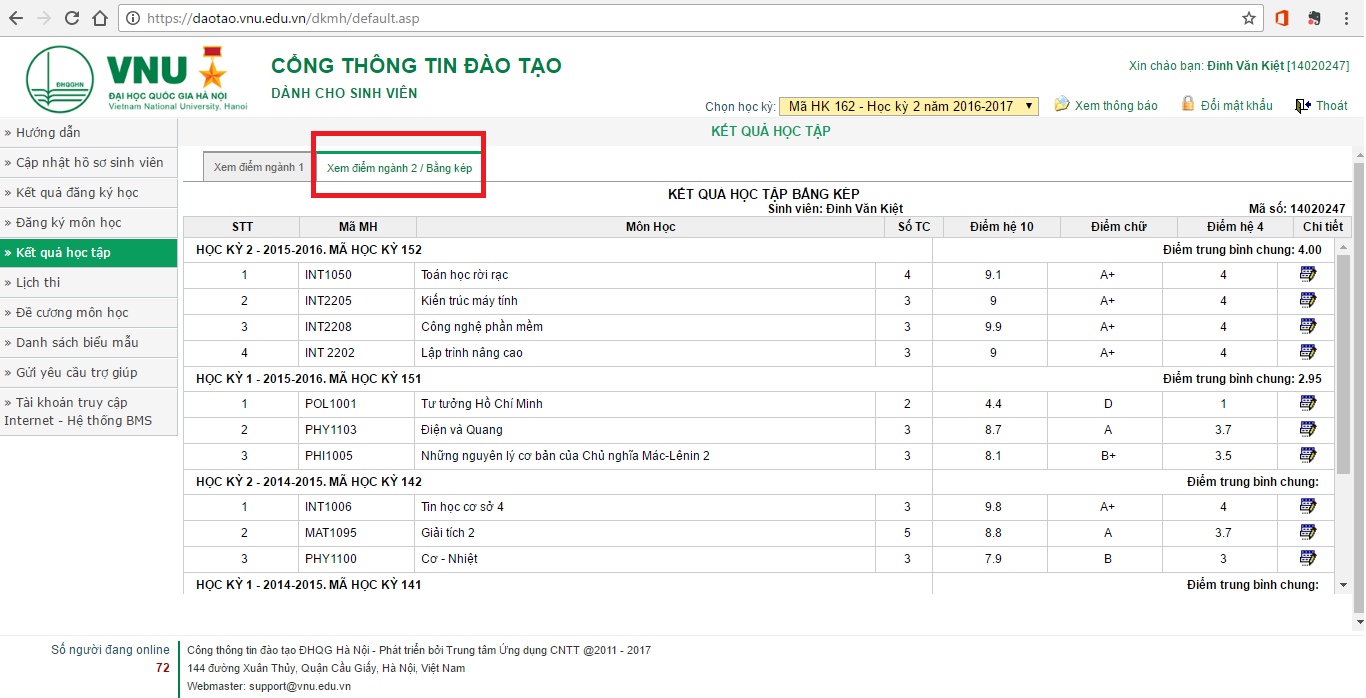 https://daotao.vnu.edu.vn/dkmh/default.asp
ĐHQGHN
VNU
ĐẠI HỌC QUỐC GIA HÀ NỘI
Vietnam National University, Hanoi
CỔNG THÔNG TIN ĐÀO TẠO
DÀNH CHO SINH VIÊN
Xin chào bạn: Đinh Văn Kiệt [14020247]
Chọn học kỳ: Mã HK 162 - Học kỳ 2 năm 2016-2017 Xem thông báo Đổi mật khẩu Thoát
» Hướng dẫn
» Cập nhật hồ sơ sinh viên
» Kết quả đăng ký học
» Đăng ký môn học
» Kết quả học tập
» Lịch thi
» Đề cương môn học
» Danh sách biểu mẫu
» Gửi yêu cầu trợ giúp
» Tài khoản truy cập
Internet - Hệ thống BMS
KẾT QUẢ HỌC TẬP
Xem điểm ngành 1 Xem điểm ngành 2 / Bằng kép
KẾT QUẢ HỌC TẬP BẰNG KÉP
Sinh viên: Đinh Văn Kiệt Mã số: 14020247
STT Mã MH Môn Học Số TC Điểm hệ 10 Điểm chữ Điểm hệ 4 Chi tiết
HỌC KỲ 2 - 2015-2016. MÃ HỌC KỲ 152 Điểm trung bình chung: 4.00
1 INT1050 Toán học rời rạc 4 9.1 A+ 4
2 INT2205 Kiến trúc máy tính 3 9 A+ 4
3 INT2208 Công nghệ phần mềm 3 9.9 A+ 4
4 INT 2202 Lập trình nâng cao 3 9 A+ 4
HỌC KỲ 1 - 2015-2016. MÃ HỌC KỲ 151 Điểm trung bình chung: 2.95
1 POL1001 Tư tưởng Hồ Chí Minh 2 4.4 D 1
2 PHY1103 Điện và Quang 3 8.7 A 3.7
3 PHI1005 Những nguyên lý cơ bản của Chủ nghĩa Mác-Lênin 2 3 8.1 B+ 3.5
HỌC KỲ 2 - 2014-2015. MÃ HỌC KỲ 142 Điểm trung bình chung:
1 INT1006 Tin học cơ sở 4 3 9.8 A+ 4
2 MAT1095 Giải tích 2 5 8.8 A 3.7
3 PHY1100 Cơ - Nhiệt 3 7.9 B 3
HỌC KỲ 1 - 2014-2015. MÃ HỌC KỲ 141 Điểm trung bình chung:
Số người đang online
72
Cổng thông tin đào tạo ĐHQG Hà Nội - Phát triển bởi Trung tâm Ứng dụng CNTT @2011 - 2017
144 đường Xuân Thủy, Quận Cầu Giấy, Hà Nội, Việt Nam
Webmaster: support@vnu.edu.vn